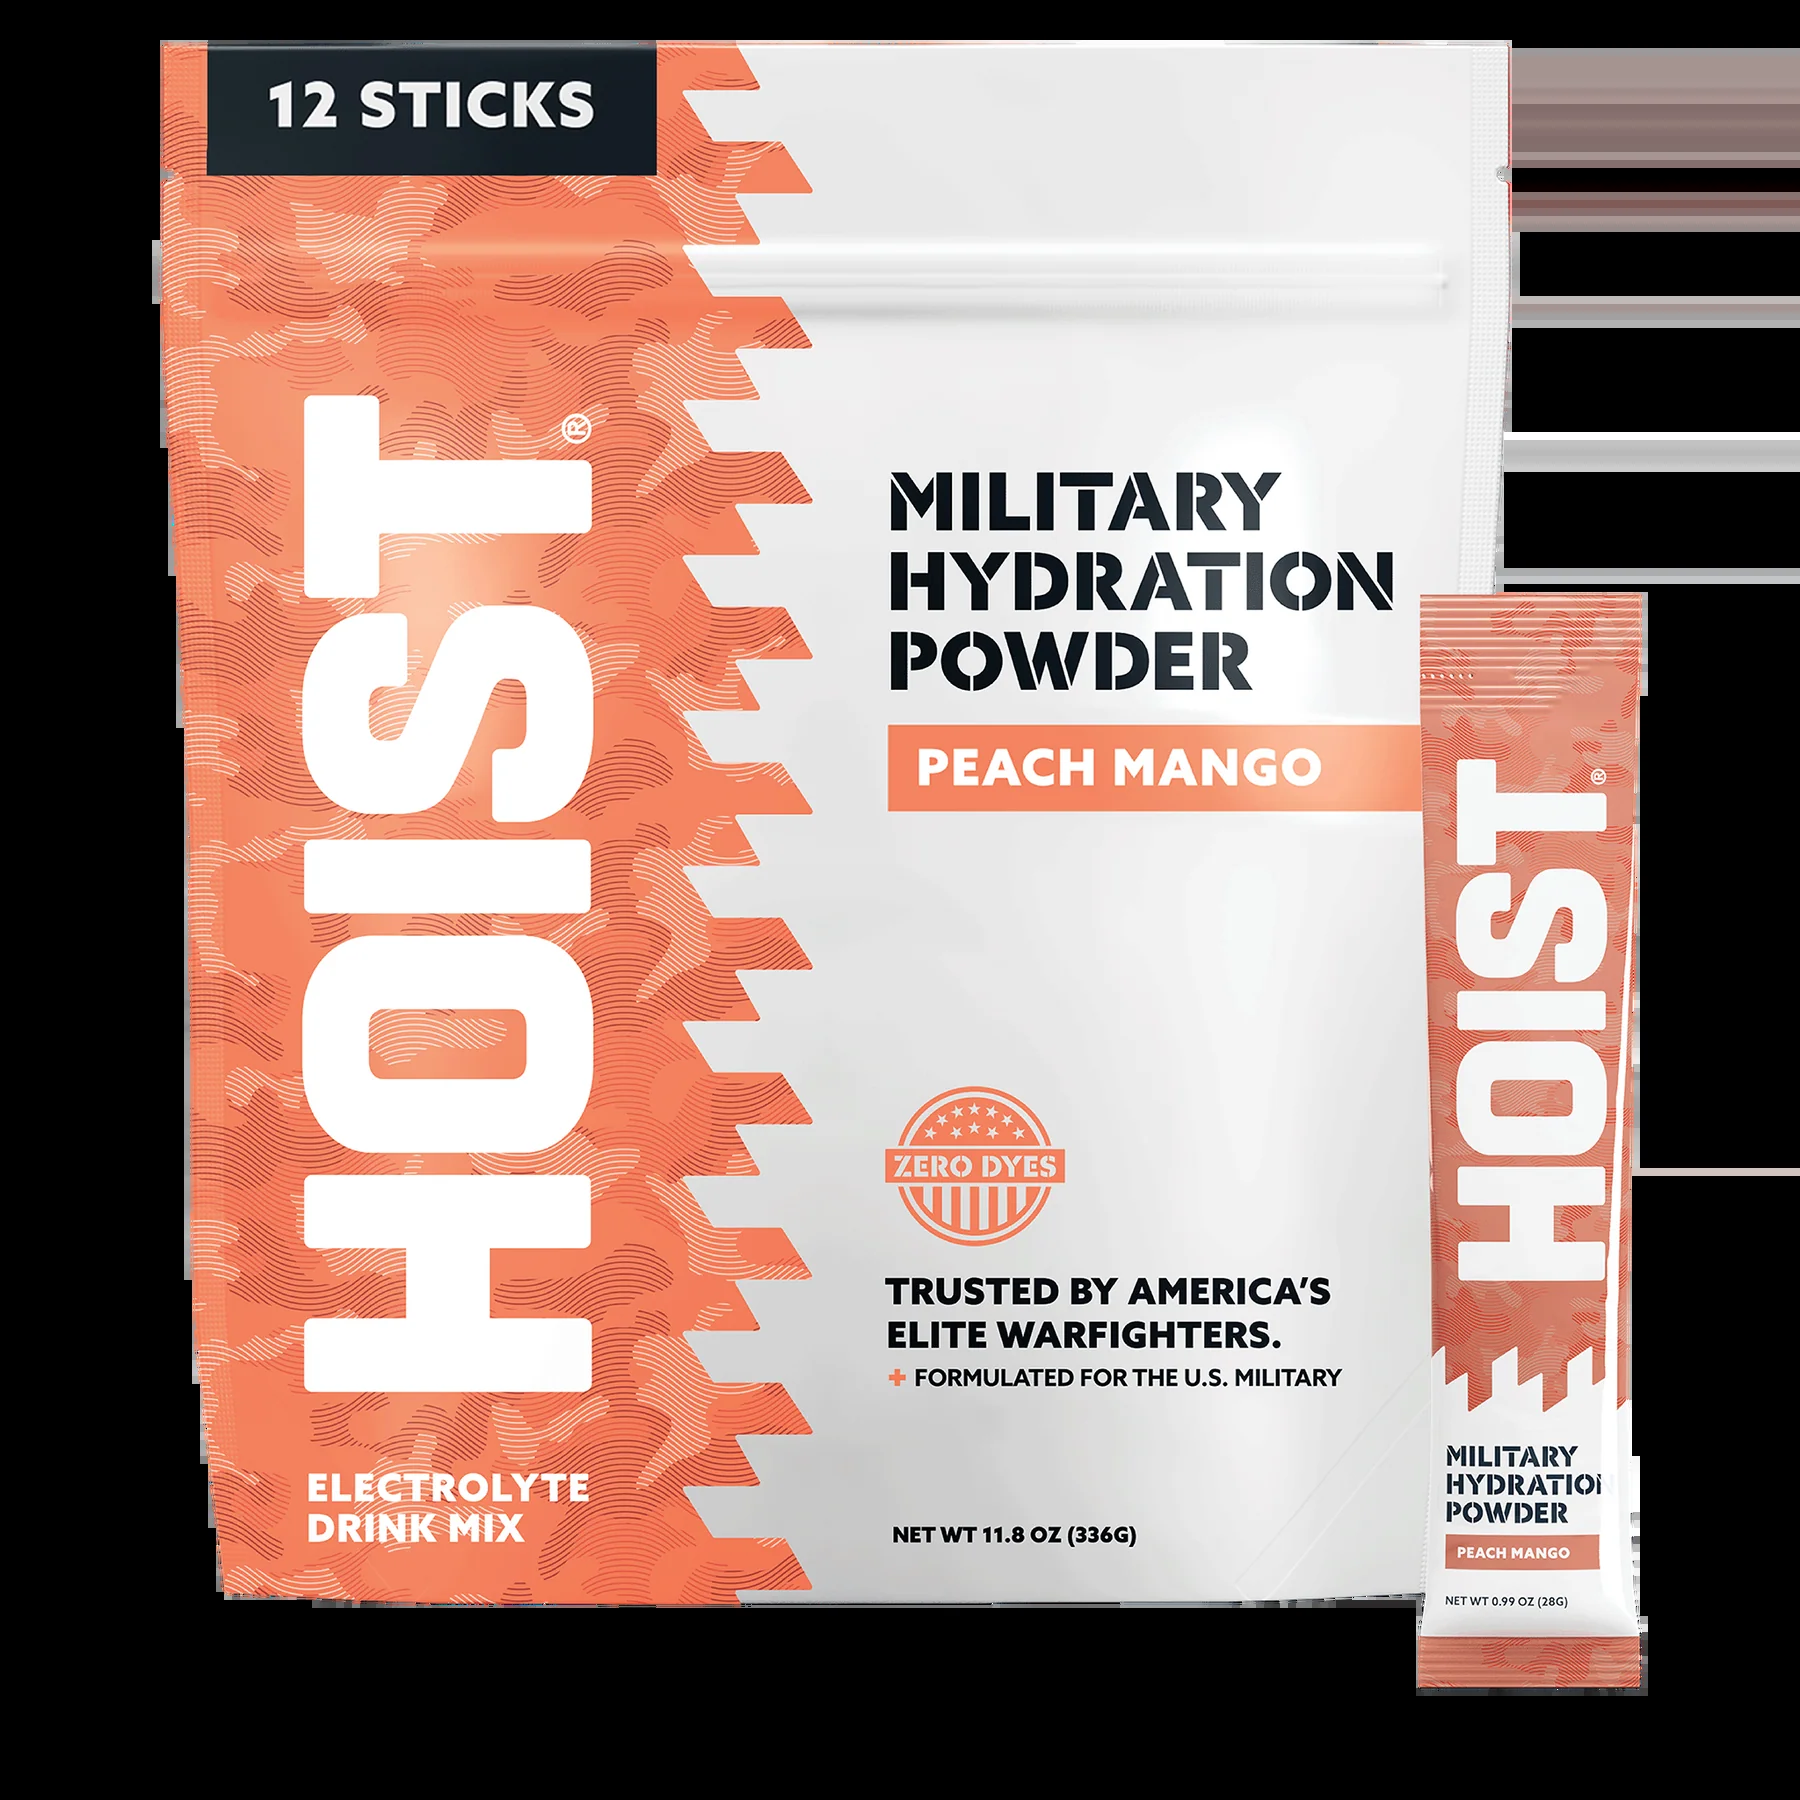 12 STICKS
HOIST®
ELECTROLYTE
DRINK MIX
MILITARY
HYDRATION
POWDER
PEACH MANGO
ZERO DYES
TRUSTED BY AMERICA'S
ELITE WARFIGHTERS.
+ FORMULATED FOR THE U.S. MILITARY
NET WT 11.8 OZ (336G)
HOIST®
MILITARY
HYDRATION
POWDER
PEACH MANGO
NET WT 0.99 OZ (28G)